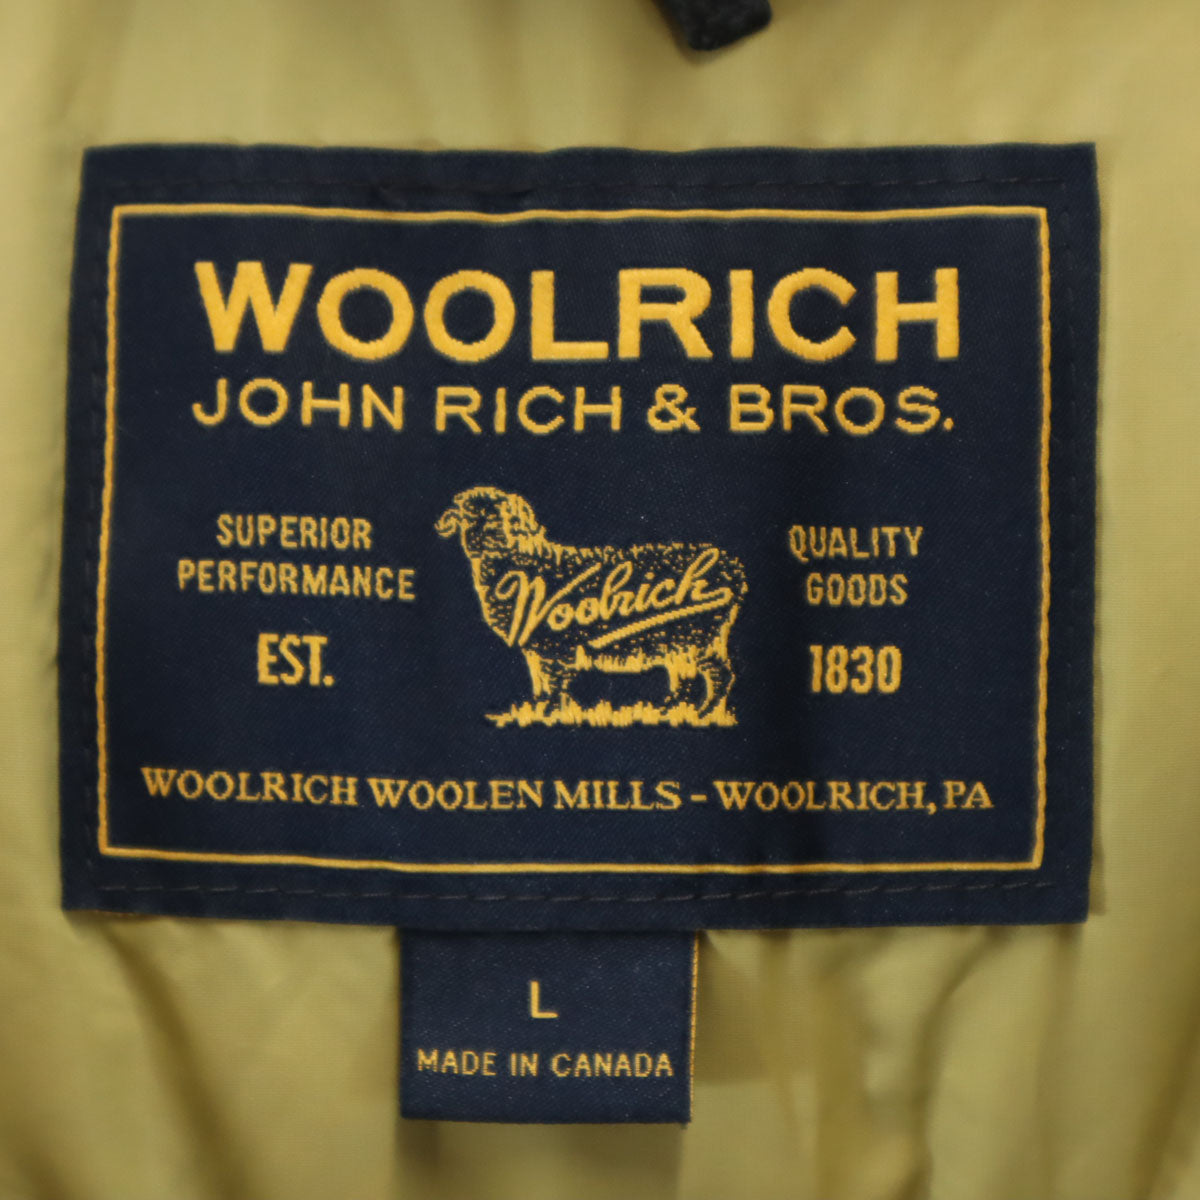 WOOLRICH
JOHN RICH & BROS.
SUPERIOR
PERFORMANCE
EST.
Woolrich
QUALITY
GOODS
1830
WOOLRICH WOOLEN MILLS - WOOLRICH, PA
L
MADE IN CANADA